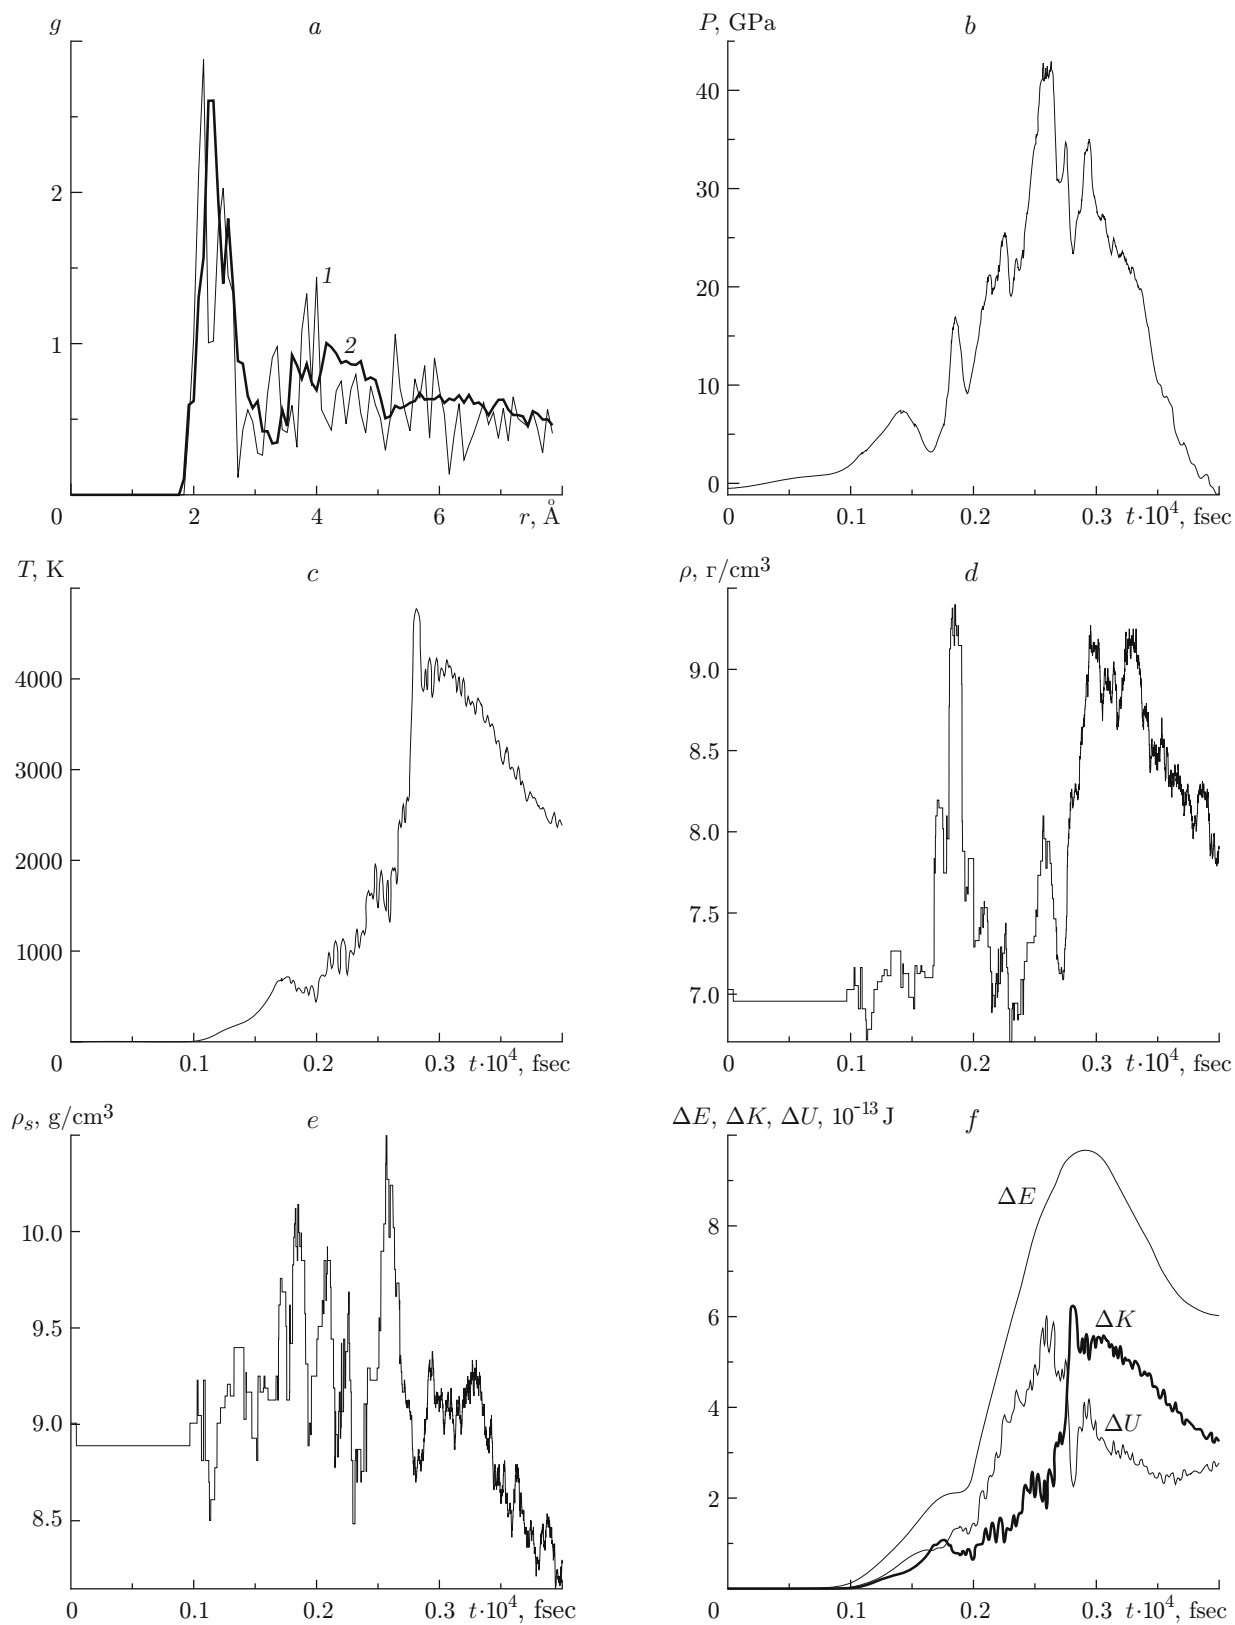 g a
2
1
1
2
0 2 4 6 r, Å
P, GPa b
40
30
20
10
0
0 0.1 0.2 0.3 t·10⁴, fsec
T, K c
4000
3000
2000
1000
0 0.1 0.2 0.3 t·10⁴, fsec
ρ, г/cm³ d
9.0
8.5
8.0
7.5
7.0
0 0.1 0.2 0.3 t·10⁴, fsec
ρₛ, g/cm³ e
10.0
9.5
9.0
8.5
0 0.1 0.2 0.3 t·10⁴, fsec
ΔE, ΔK, ΔU, 10⁻¹³ J f
ΔE
8
6
ΔK
4
ΔU
2
0 0.1 0.2 0.3 t·10⁴, fsec